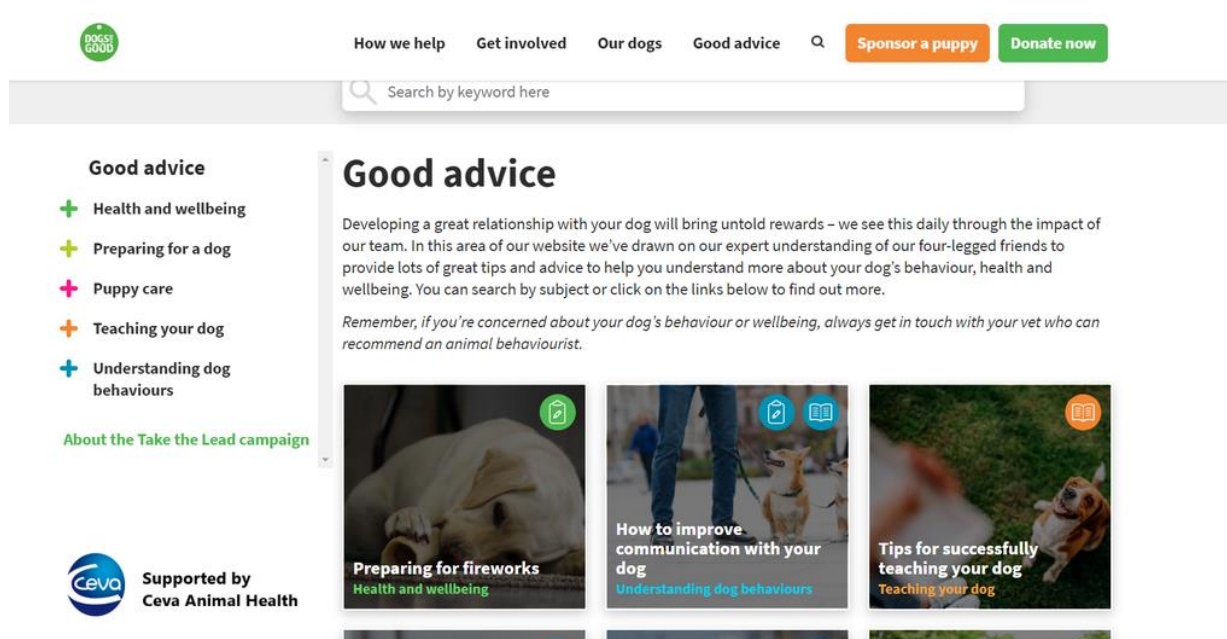 DOGS FOR
GOOD
How we help
Get involved
Our dogs
Good advice
Sponsor a puppy
Donate now
Search by keyword here
Good advice
Health and wellbeing
Preparing for a dog
Puppy care
Teaching your dog
Understanding dog
behaviours
About the Take the Lead campaign
ceva
Supported by
Ceva Animal Health
Good advice
Developing a great relationship with your dog will bring untold rewards – we see this daily through the impact of
our team. In this area of our website we’ve drawn on our expert understanding of our four-legged friends to
provide lots of great tips and advice to help you understand more about your dog’s behaviour, health and
wellbeing. You can search by subject or click on the links below to find out more.
Remember, if you’re concerned about your dog’s behaviour or wellbeing, always get in touch with your vet who can
recommend an animal behaviourist.
Preparing for fireworks
Health and wellbeing
How to improve
communication with your
dog
Understanding dog behaviours
Tips for successfully
teaching your dog
Teaching your dog